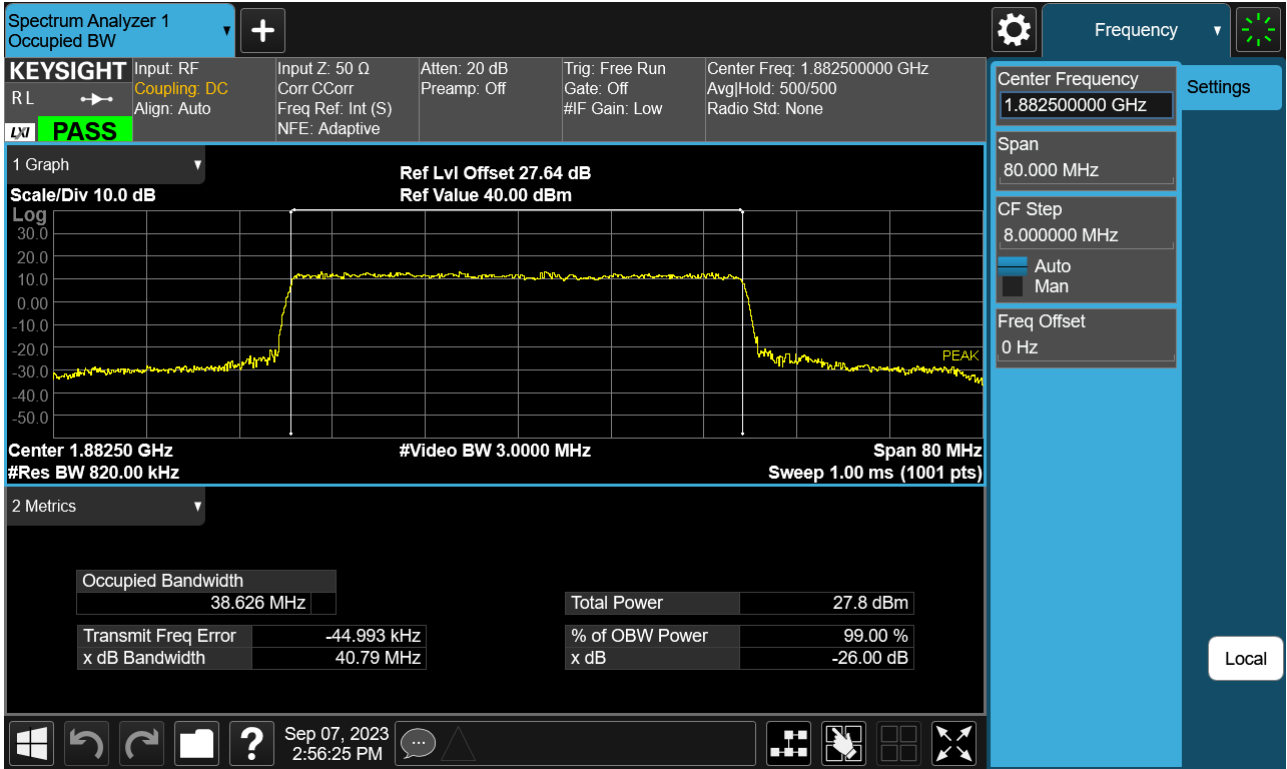 Spectrum Analyzer 1
Occupied BW
Frequency
KEYSIGHT
R L
LXI
PASS
Input: RF
Coupling: DC
Align: Auto
Input Z: 50 Ω
Corr CCorr
Freq Ref: Int (S)
NFE: Adaptive
Atten: 20 dB
Preamp: Off
Trig: Free Run
Gate: Off
#IF Gain: Low
Center Freq: 1.882500000 GHz
Avg|Hold: 500/500
Radio Std: None
Center Frequency
1.882500000 GHz
Settings
Span
80.000 MHz
CF Step
8.000000 MHz
Auto
Man
Freq Offset
0 Hz
1 Graph
Ref Lvl Offset 27.64 dB
Scale/Div 10.0 dB
Ref Value 40.00 dBm
Log
30.0
20.0
10.0
0.00
-10.0
-20.0
-30.0
-40.0
-50.0
PEAK
Center 1.88250 GHz
#Video BW 3.0000 MHz
Span 80 MHz
#Res BW 820.00 kHz
Sweep 1.00 ms (1001 pts)
2 Metrics
Occupied Bandwidth
38.626 MHz
Total Power 27.8 dBm
Transmit Freq Error -44.993 kHz
% of OBW Power 99.00 %
x dB Bandwidth 40.79 MHz
x dB -26.00 dB
Local
?
Sep 07, 2023
2:56:25 PM